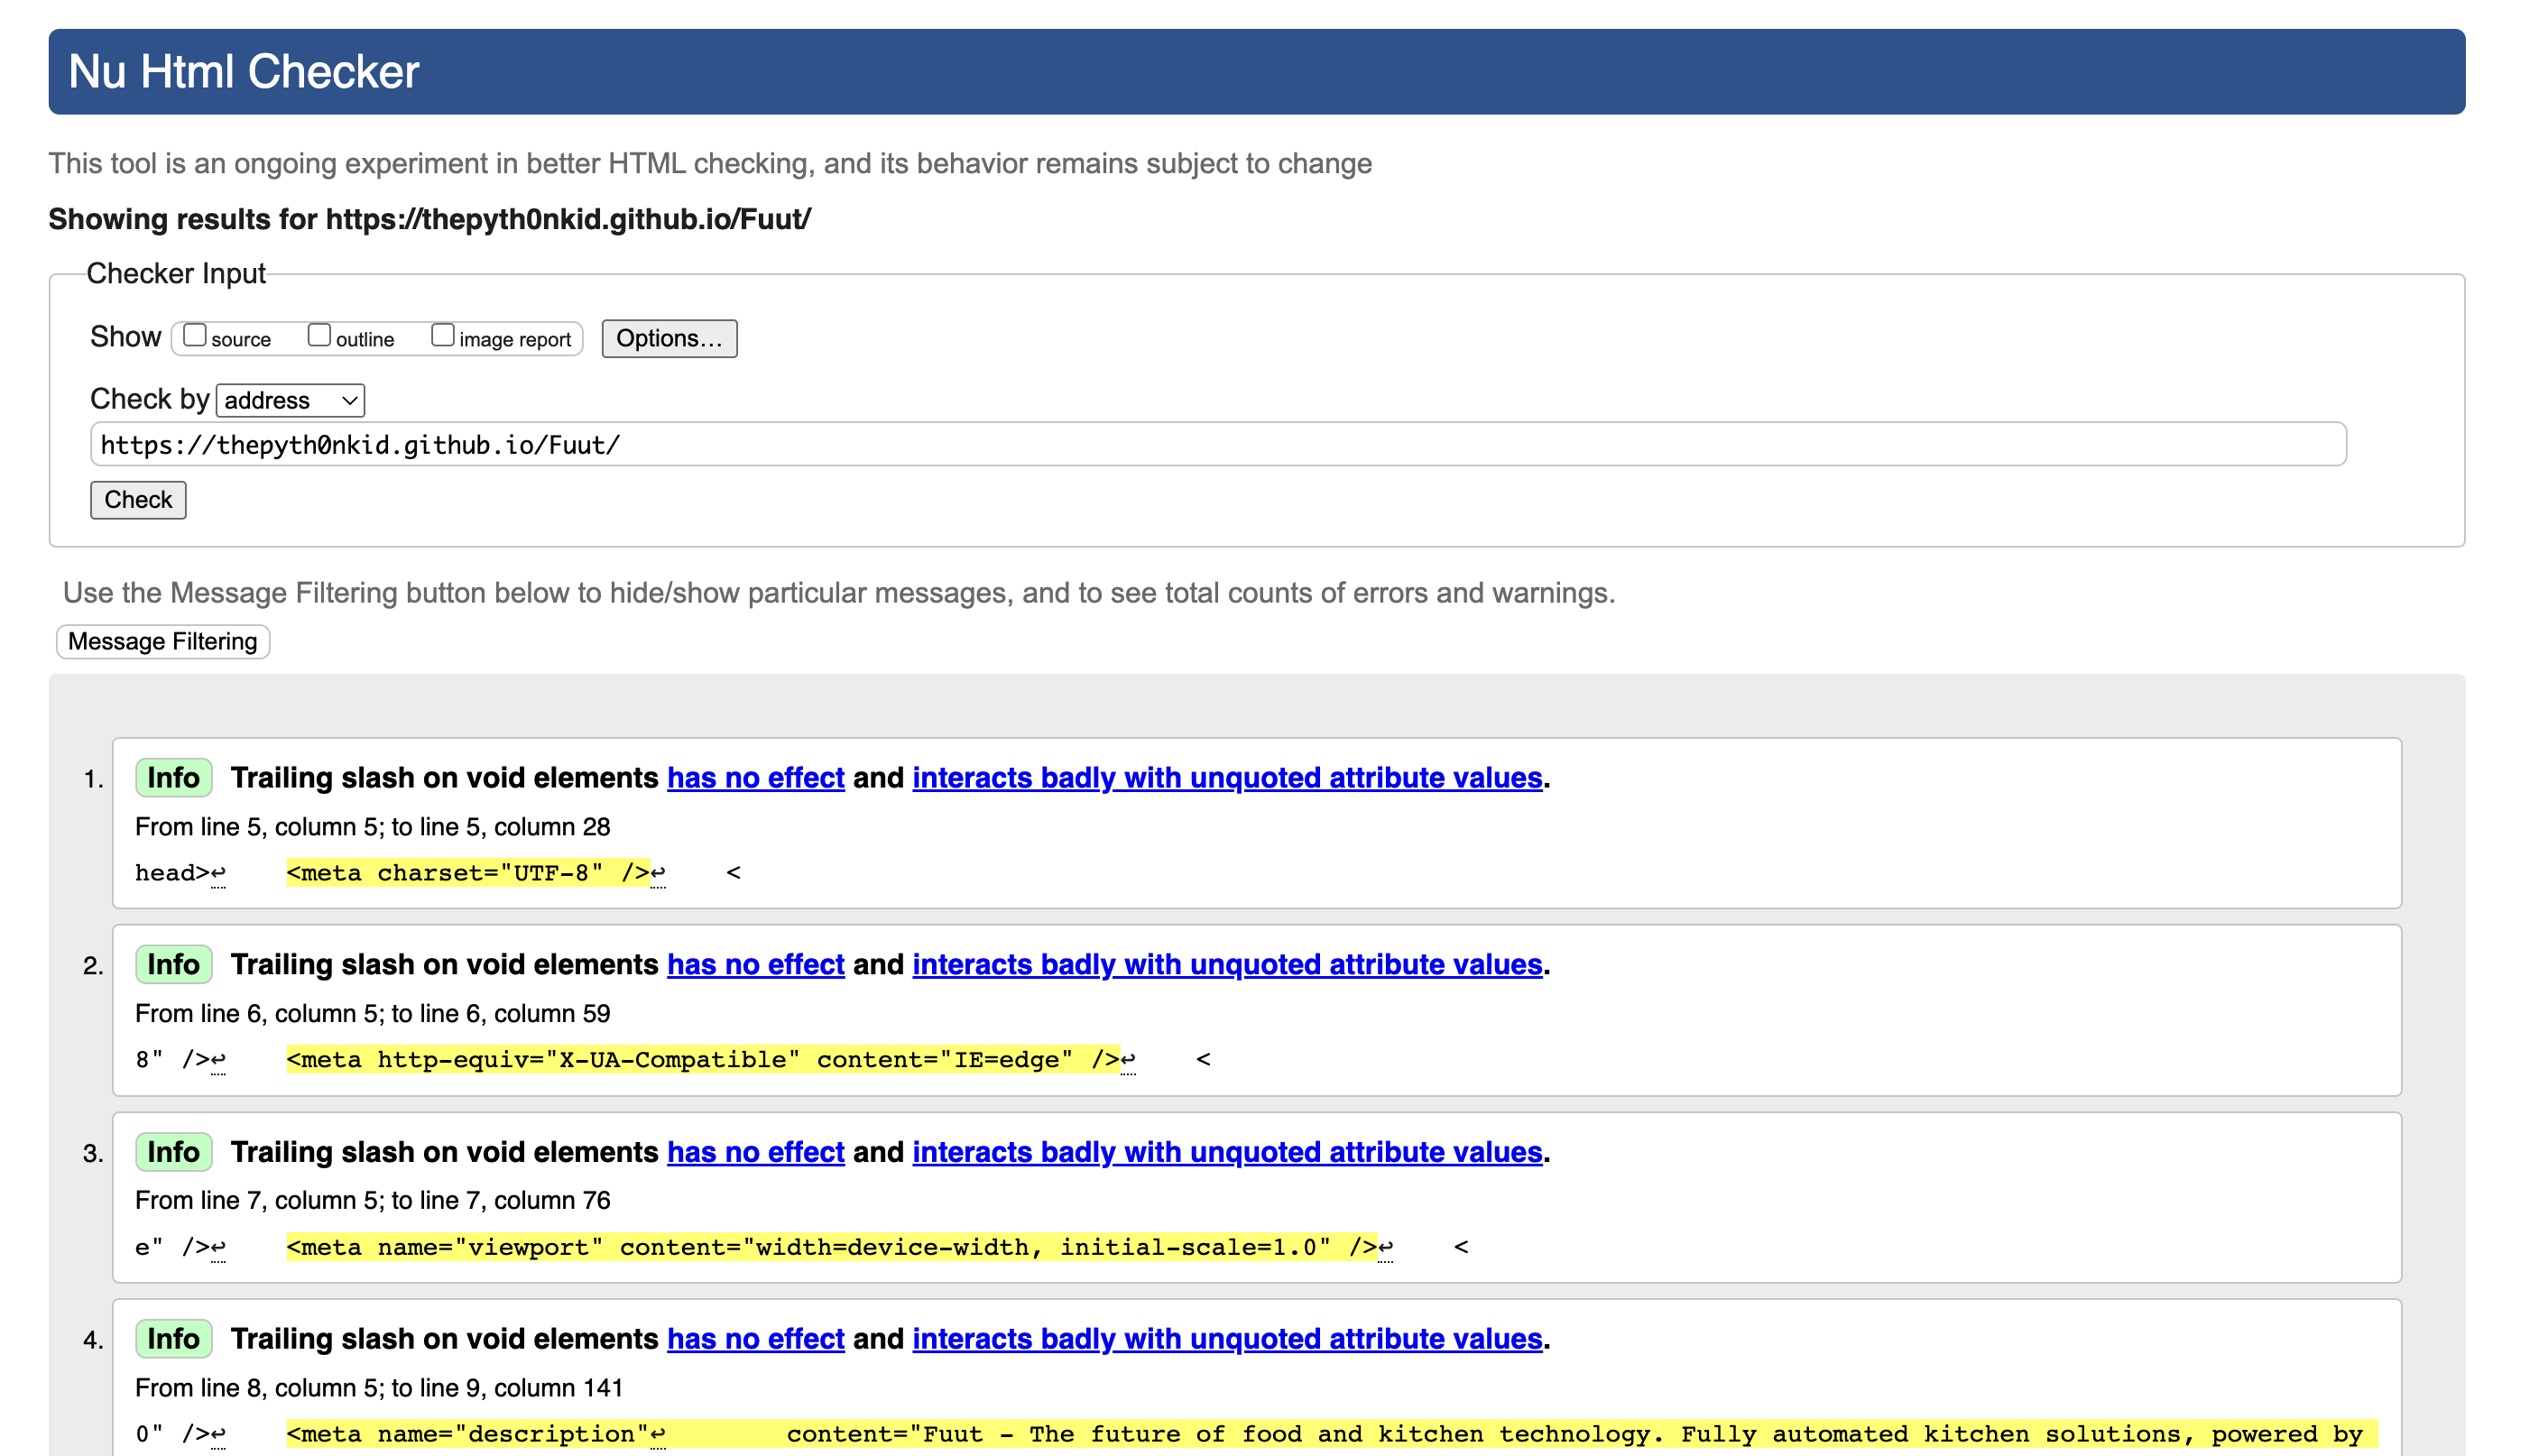 Nu Html Checker
This tool is an ongoing experiment in better HTML checking, and its behavior remains subject to change
Showing results for https://thepyth0nkid.github.io/Fuut/
Checker Input
Show source outline image report Options...
Check by address
https://thepyth0nkid.github.io/Fuut/
Check
Use the Message Filtering button below to hide/show particular messages, and to see total counts of errors and warnings.
Message Filtering
1. Info Trailing slash on void elements has no effect and interacts badly with unquoted attribute values.
From line 5, column 5; to line 5, column 28
head>↩ <meta charset="UTF-8" />↩ <
2. Info Trailing slash on void elements has no effect and interacts badly with unquoted attribute values.
From line 6, column 5; to line 6, column 59
8" />↩ <meta http-equiv="X-UA-Compatible" content="IE=edge" />↩ <
3. Info Trailing slash on void elements has no effect and interacts badly with unquoted attribute values.
From line 7, column 5; to line 7, column 76
e" />↩ <meta name="viewport" content="width=device-width, initial-scale=1.0" />↩ <
4. Info Trailing slash on void elements has no effect and interacts badly with unquoted attribute values.
From line 8, column 5; to line 9, column 141
0" />↩ <meta name="description"↩ content="Fuut – The future of food and kitchen technology. Fully automated kitchen solutions, powered by